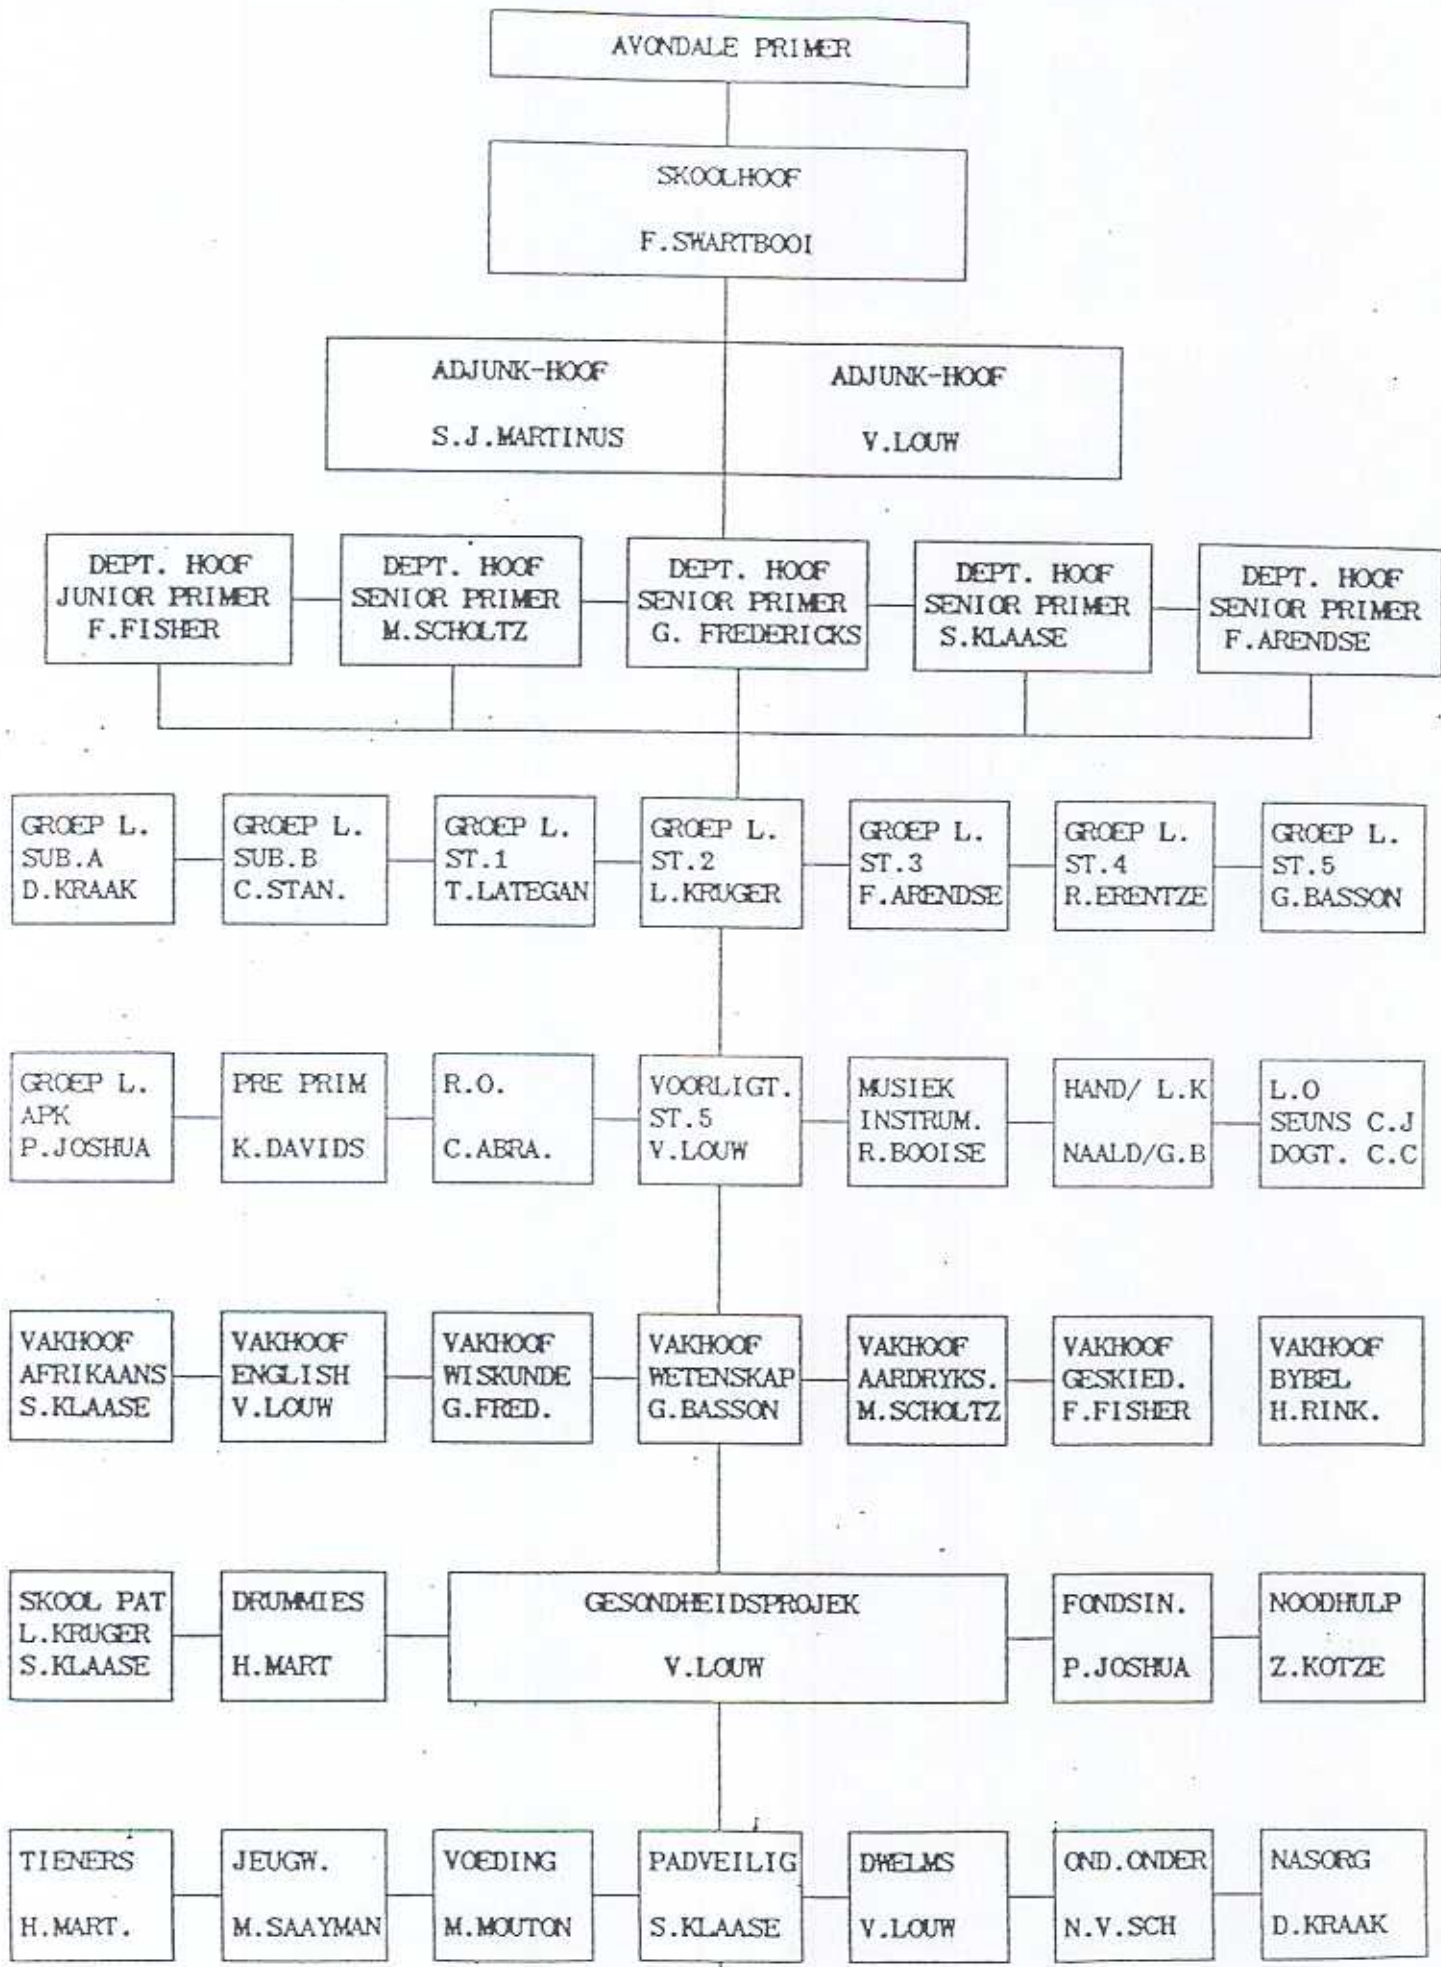 AVONDALE PRIMER
SKOOLHOOF
F.SWARTBOOI
ADJUNK-HOOF
S.J.MARTINUS
ADJUNK-HOOF
V.LOUW
DEPT. HOOF
JUNIOR PRIMER
F.FISHER
DEPT. HOOF
SENIOR PRIMER
M.SCHOLTZ
DEPT. HOOF
SENIOR PRIMER
G. FREDERICKS
DEPT. HOOF
SENIOR PRIMER
S.KLAASE
DEPT. HOOF
SENIOR PRIMER
F.ARENDSE
GROEP L.
SUB.A
D.KRAAK
GROEP L.
SUB.B
C.STAN.
GROEP L.
ST.1
T.LATEGAN
GROEP L.
ST.2
L.KRUGER
GROEP L.
ST.3
F.ARENDSE
GROEP L.
ST.4
R.ERENTZE
GROEP L.
ST.5
G.BASSON
GROEP L.
APK
P.JOSHUA
PRE PRIM
K.DAVIDS
R.O.
C.ABRA.
VOORLIGT.
ST.5
V.LOUW
MUSIEK
INSTRUM.
R.BOOISE
HAND/ L.K
NAALD/G.B
L.O
SEUNS C.J
DOGT. C.C
VAKHOOF
AFRIKAANS
S.KLAASE
VAKHOOF
ENGLISH
V.LOUW
VAKHOOF
WISKUNDE
G.FRED.
VAKHOOF
WETENSKAP
G.BASSON
VAKHOOF
AARDRYKS.
M.SCHOLTZ
VAKHOOF
GESKIED.
F.FISHER
VAKHOOF
BYBEL
H.RINK.
SKOOL PAT
L.KRUGER
S.KLAASE
DRUMMIES
H.MART
GESONDHEIDSPROJEK
V.LOUW
FONDSIN.
P.JOSHUA
NOODHULP
Z.KOTZE
TIENERS
H.MART.
JEUGW.
M.SAAYMAN
VOEDING
M.MOUTON
PADVEILIG
S.KLAASE
DWELMS
V.LOUW
OND.ONDER
N.V.SCH
NASORG
D.KRAAK